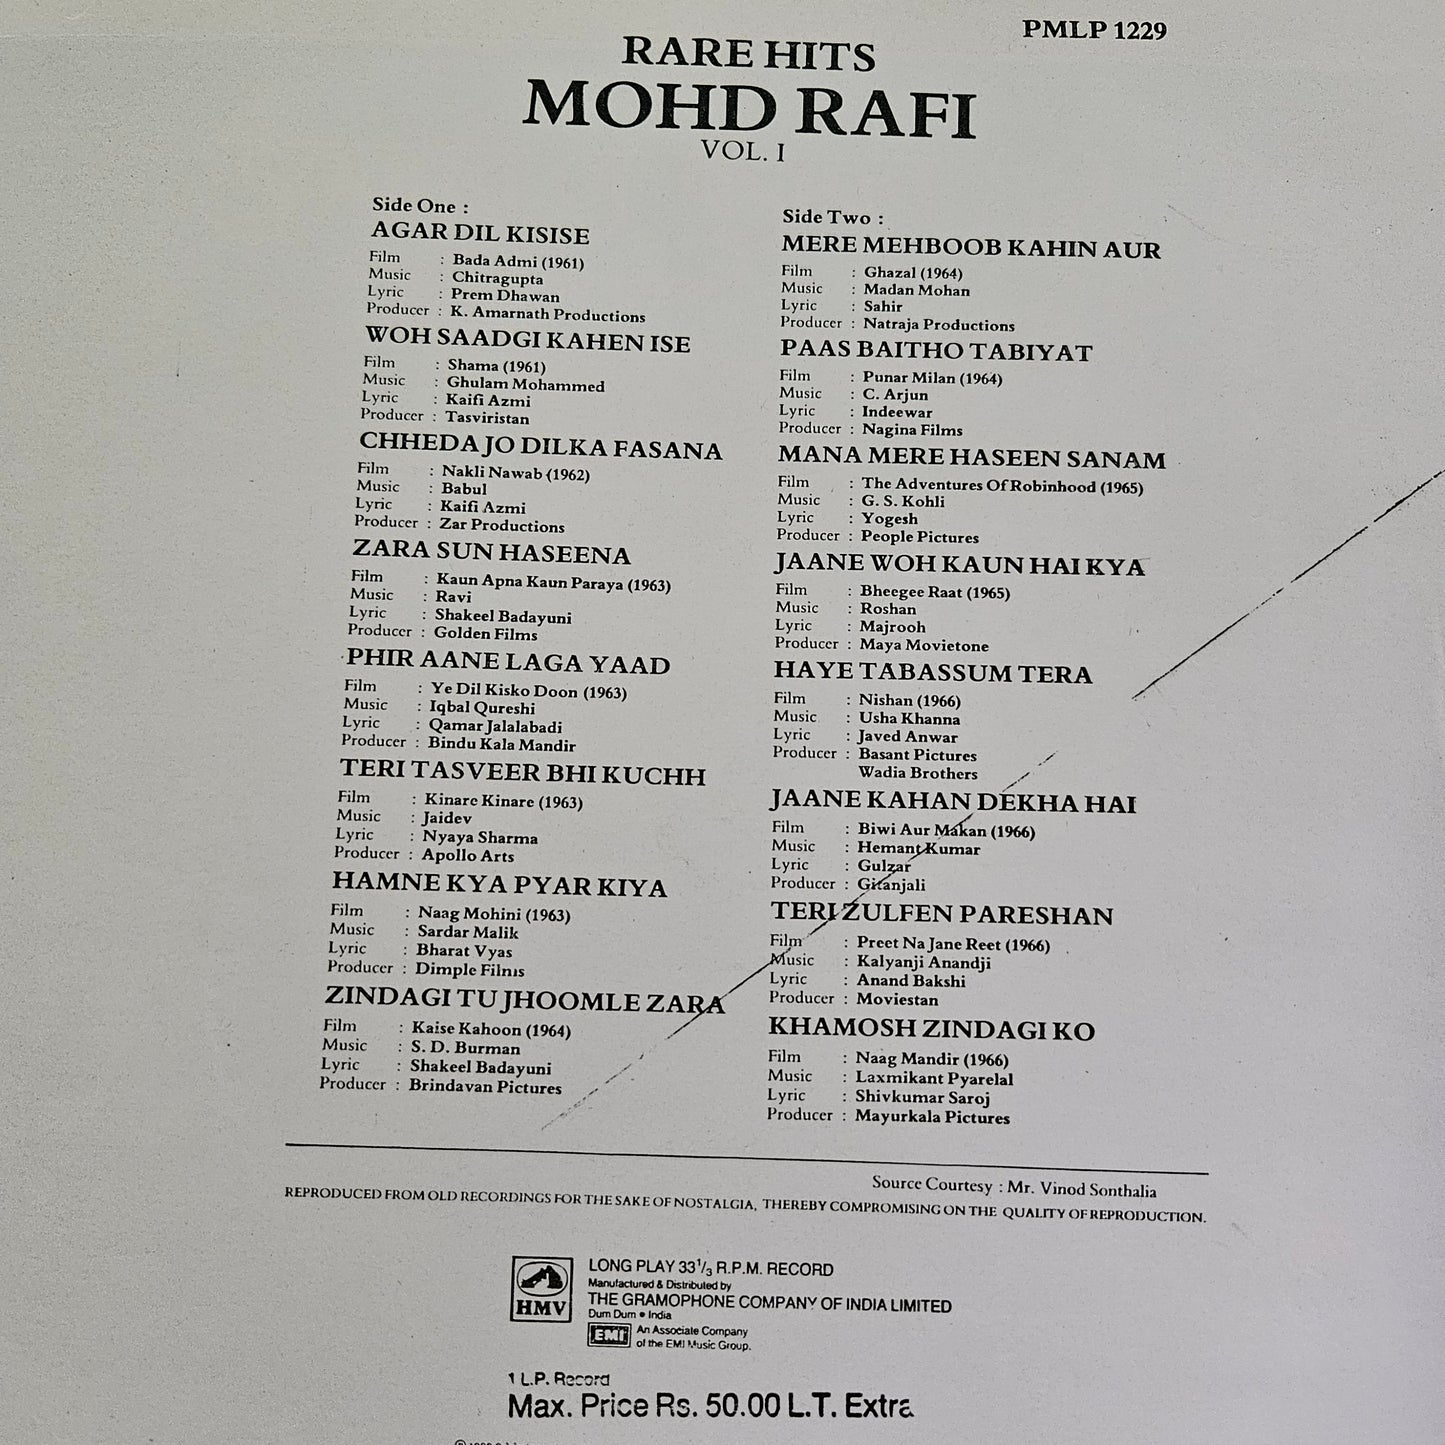 PMLP 1229
RARE HITS
MOHD RAFI
VOL. I
Side One :
AGAR DIL KISISE
Film : Bada Admi (1961)
Music : Chitragupta
Lyric : Prem Dhawan
Producer : K. Amarnath Productions
WOH SAADGI KAHEN ISE
Film : Shama (1961)
Music : Ghulam Mohammed
Lyric : Kaifi Azmi
Producer : Tasviristan
CHHEDA JO DILKA FASANA
Film : Nakli Nawab (1962)
Music : Babul
Lyric : Kaifi Azmi
Producer : Zar Productions
ZARA SUN HASEENA
Film : Kaun Apna Kaun Paraya (1963)
Music : Ravi
Lyric : Shakeel Badayuni
Producer : Golden Films
PHIR AANE LAGA YAAD
Film : Ye Dil Kisko Doon (1963)
Music : Iqbal Qureshi
Lyric : Qamar Jalalabadi
Producer : Bindu Kala Mandir
TERI TASVEER BHI KUCHH
Film : Kinare Kinare (1963)
Music : Jaidev
Lyric : Nyaya Sharma
Producer : Apollo Arts
HAMNE KYA PYAR KIYA
Film : Naag Mohini (1963)
Music : Sardar Malik
Lyric : Bharat Vyas
Producer : Dimple Films
ZINDAGI TU JHOOMLE ZARA
Film : Kaise Kahoon (1964)
Music : S. D. Burman
Lyric : Shakeel Badayuni
Producer : Brindavan Pictures
Side Two :
MERE MEHBOOB KAHIN AUR
Film : Ghazal (1964)
Music : Madan Mohan
Lyric : Sahir
Producer : Natraja Productions
PAAS BAITHO TABIYAT
Film : Punar Milan (1964)
Music : C. Arjun
Lyric : Indeewar
Producer : Nagina Films
MANA MERE HASEEN SANAM
Film : The Adventures Of Robinhood (1965)
Music : G. S. Kohli
Lyric : Yogesh
Producer : People Pictures
JAANE WOH KAUN HAI KYA
Film : Bheegee Raat (1965)
Music : Roshan
Lyric : Majrooh
Producer : Maya Movietone
HAYE TABASSUM TERA
Film : Nishan (1966)
Music : Usha Khanna
Lyric : Javed Anwar
Producer : Basant Pictures
Wadia Brothers
JAANE KAHAN DEKHA HAI
Film : Biwi Aur Makan (1966)
Music : Hemant Kumar
Lyric : Gulzar
Producer : Gitanjali
TERI ZULFEN PARESHAN
Film : Preet Na Jane Reet (1966)
Music : Kalyanji Anandji
Lyric : Anand Bakshi
Producer : Moviestan
KHAMOSH ZINDAGI KO
Film : Naag Mandir (1966)
Music : Laxmikant Pyarelal
Lyric : Shivkumar Saroj
Producer : Mayurkala Pictures
Source Courtesy : Mr. Vinod Sonthalia
REPRODUCED FROM OLD RECORDINGS FOR THE SAKE OF NOSTALGIA, THEREBY COMPROMISING ON THE QUALITY OF REPRODUCTION.
HMV
LONG PLAY 33 1/3 R.P.M. RECORD
Manufactured & Distributed by
THE GRAMOPHONE COMPANY OF INDIA LIMITED
Dum Dum • India
EMI An Associate Company
of the EMI Music Group.
1 L.P. Record
Max. Price Rs. 50.00 L.T. Extra